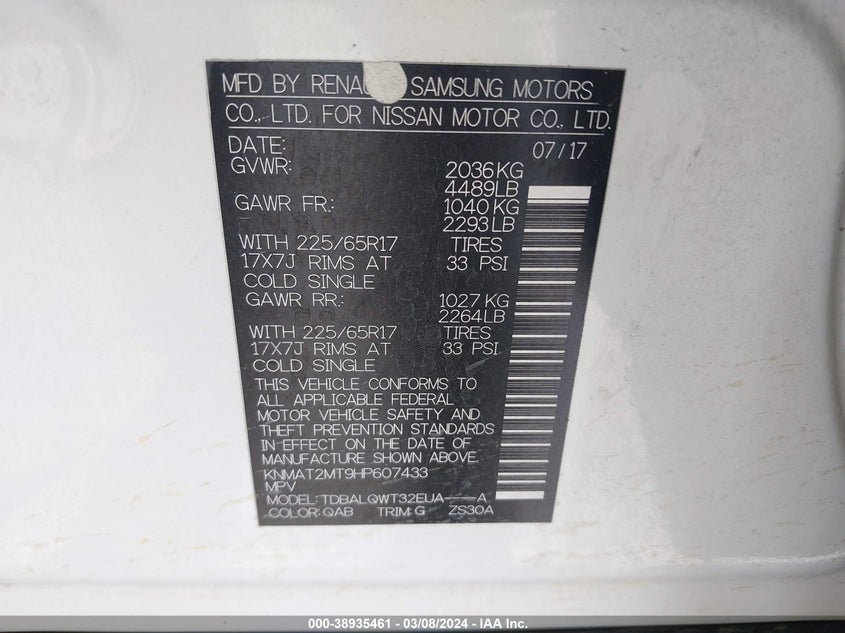 MFD BY RENAU SAMSUNG MOTORS
CO., LTD. FOR NISSAN MOTOR CO., LTD.
DATE: 07/17
GVWR: 2036KG
4489LB
GAWR FR: 1040KG
2293LB
WITH 225/65R17 TIRES
17X7J RIMS AT 33 PSI
COLD SINGLE
GAWR RR: 1027KG
2264LB
WITH 225/65R17 TIRES
17X7J RIMS AT 33 PSI
COLD SINGLE
THIS VEHICLE CONFORMS TO
ALL APPLICABLE FEDERAL
MOTOR VEHICLE SAFETY AND
THEFT PREVENTION STANDARDS
IN EFFECT ON THE DATE OF
MANUFACTURE SHOWN ABOVE.
KNMAT2MT9HP607433
MPV
MODEL: TDBALQWT32EUA----A
COLOR: QAB TRIM: G ZS30A
000-38935461 - 03/08/2024 - IAA Inc.